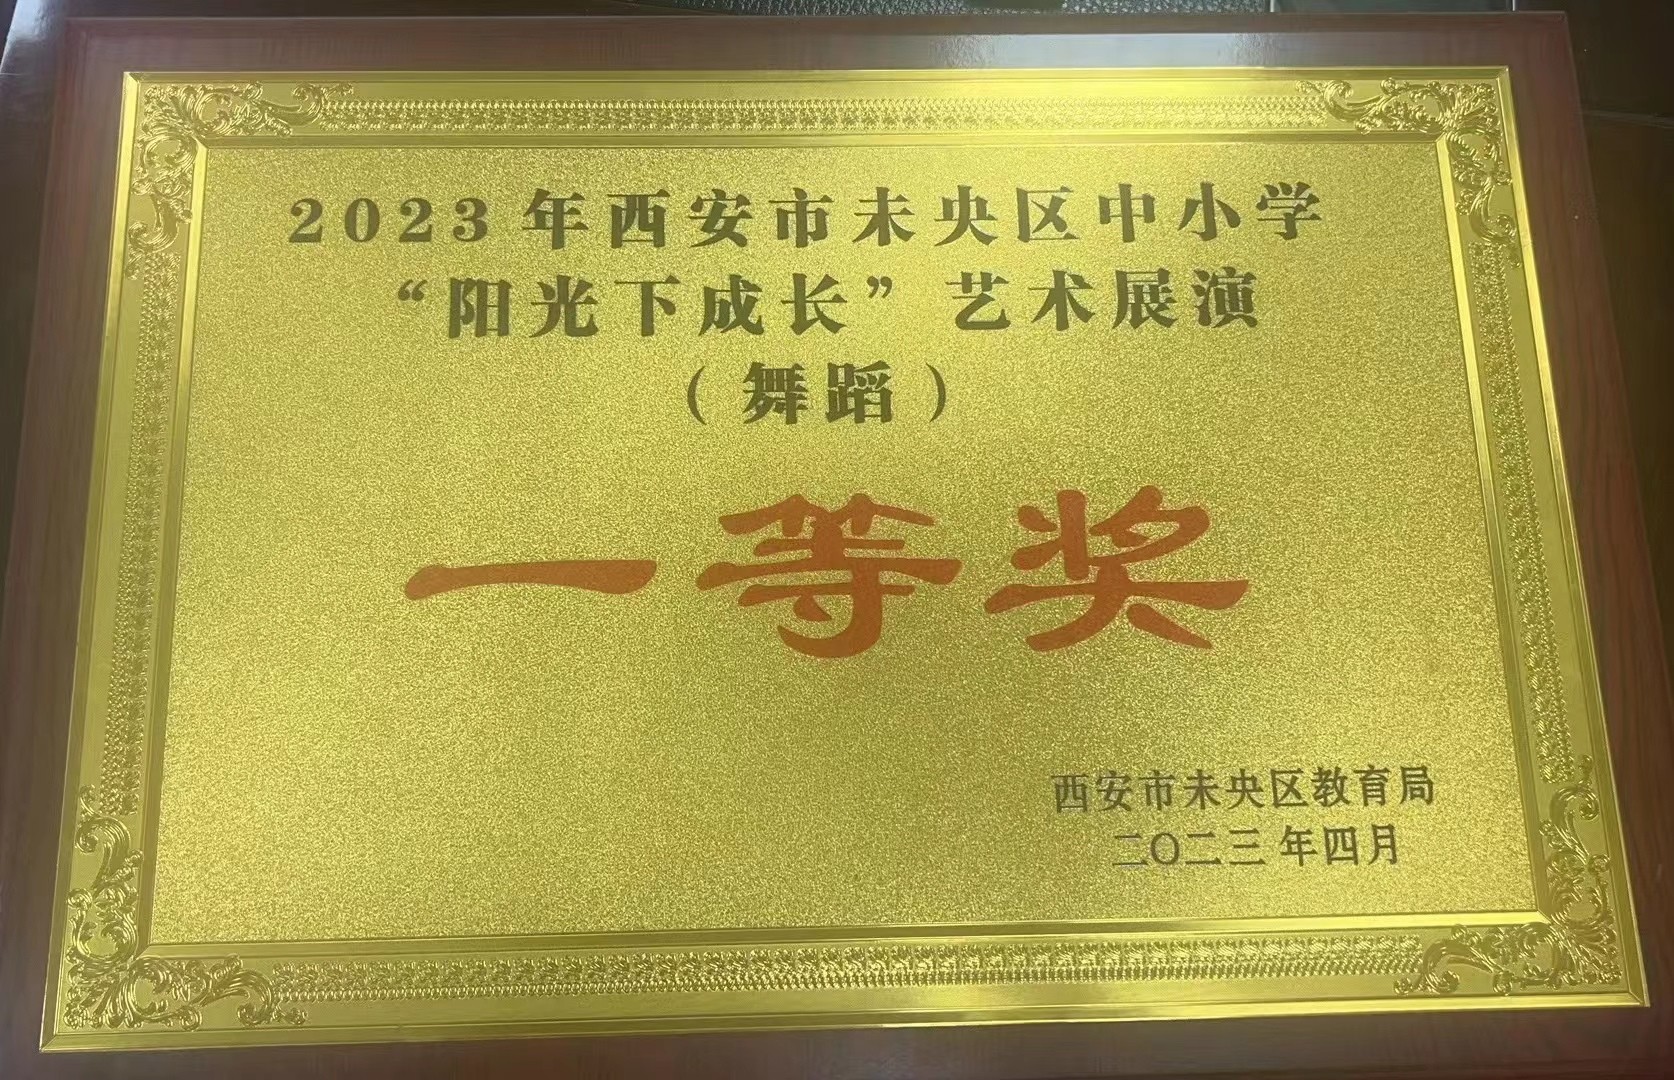 2023年西安市未央区中小学
“阳光下成长”艺术展演
（舞蹈）
一等奖
西安市未央区教育局
二〇二三年四月